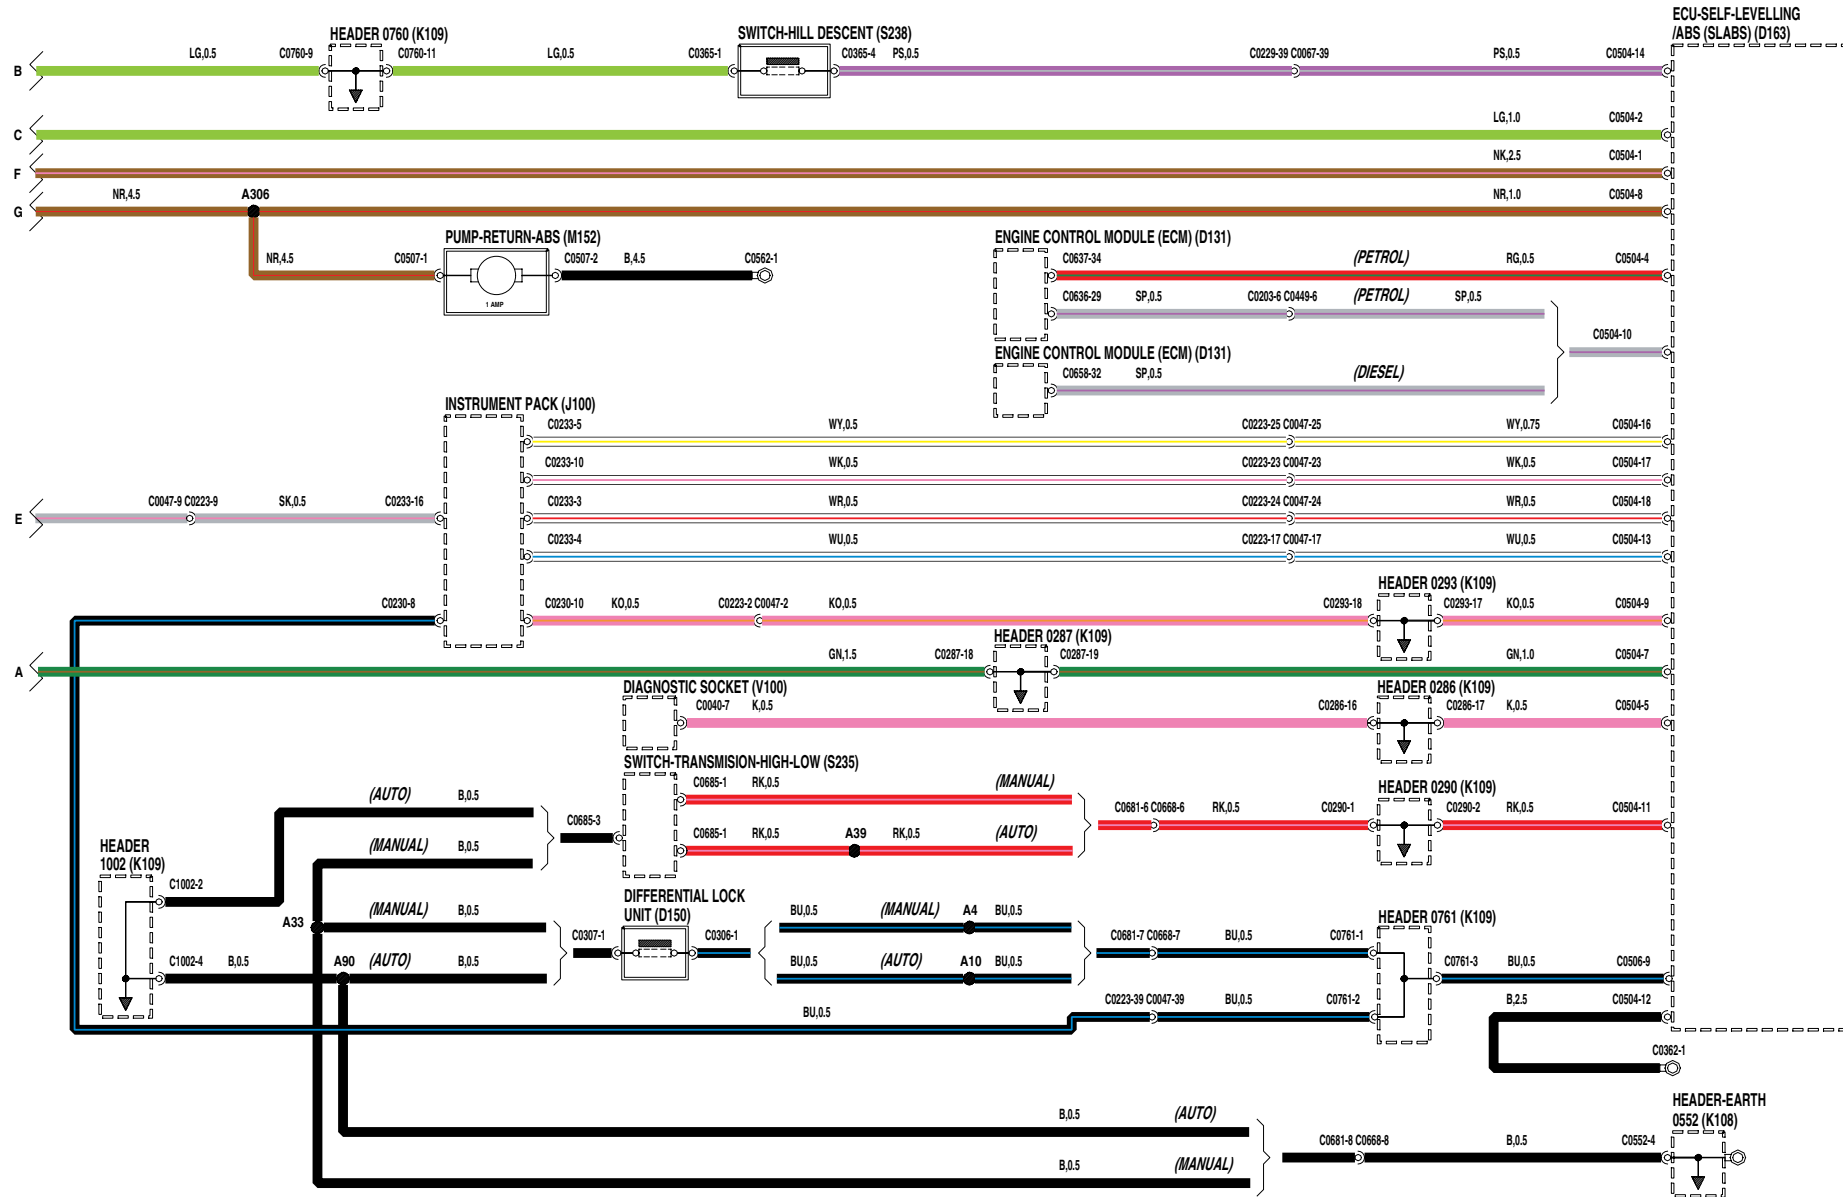 ECU-SELF-LEVELLING
/ABS (SLABS) (D163)
HEADER 0760 (K109)
SWITCH-HILL DESCENT (S238)
B
LG,0.5
C0760-9
C0760-11
LG,0.5
C0365-1
C0365-4
PS,0.5
C0229-39 C0067-39
PS,0.5
C0504-14
C
LG,1.0
C0504-2
F
NK,2.5
C0504-1
G
NR,4.5
A306
NR,1.0
C0504-8
PUMP-RETURN-ABS (M152)
NR,4.5
C0507-1
C0507-2
B,4.5
C0562-1
1 AMP
ENGINE CONTROL MODULE (ECM) (D131)
C0637-34
(PETROL)
RG,0.5
C0504-4
C0636-29
SP,0.5
C0203-6 C0449-6
(PETROL)
SP,0.5
C0504-10
ENGINE CONTROL MODULE (ECM) (D131)
C0658-32
SP,0.5
(DIESEL)
INSTRUMENT PACK (J100)
C0233-5
WY,0.5
C0223-25 C0047-25
WY,0.75
C0504-16
C0233-10
WK,0.5
C0223-23 C0047-23
WK,0.5
C0504-17
E
C0047-9 C0223-9
SK,0.5
C0233-16
C0233-3
WR,0.5
C0223-24 C0047-24
WR,0.5
C0504-18
C0233-4
WU,0.5
C0223-17 C0047-17
WU,0.5
C0504-13
HEADER 0293 (K109)
C0230-8
C0230-10
KO,0.5
C0223-2 C0047-2
KO,0.5
C0293-18
C0293-17
KO,0.5
C0504-9
HEADER 0287 (K109)
A
GN,1.5
C0287-18
C0287-19
GN,1.0
C0504-7
DIAGNOSTIC SOCKET (V100)
HEADER 0286 (K109)
C0040-7
K,0.5
C0286-16
C0286-17
K,0.5
C0504-5
SWITCH-TRANSMISION-HIGH-LOW (S235)
C0685-1
RK,0.5
(MANUAL)
HEADER 0290 (K109)
(AUTO)
B,0.5
C0685-3
C0685-1
RK,0.5
A39
RK,0.5
(AUTO)
C0681-6 C0668-6
RK,0.5
C0290-1
C0290-2
RK,0.5
C0504-11
HEADER
1002 (K109)
(MANUAL)
B,0.5
C1002-2
DIFFERENTIAL LOCK
UNIT (D150)
A33
(MANUAL)
B,0.5
C0307-1
C0306-1
BU,0.5
(MANUAL)
A4
BU,0.5
HEADER 0761 (K109)
C0681-7 C0668-7
BU,0.5
C0761-1
C1002-4
B,0.5
A90
(AUTO)
B,0.5
BU,0.5
(AUTO)
A10
BU,0.5
C0761-3
BU,0.5
C0506-9
BU,0.5
C0223-39 C0047-39
BU,0.5
C0761-2
B,2.5
C0504-12
C0362-1
HEADER-EARTH
0552 (K108)
B,0.5
(AUTO)
C0681-8 C0668-8
B,0.5
C0552-4
B,0.5
(MANUAL)